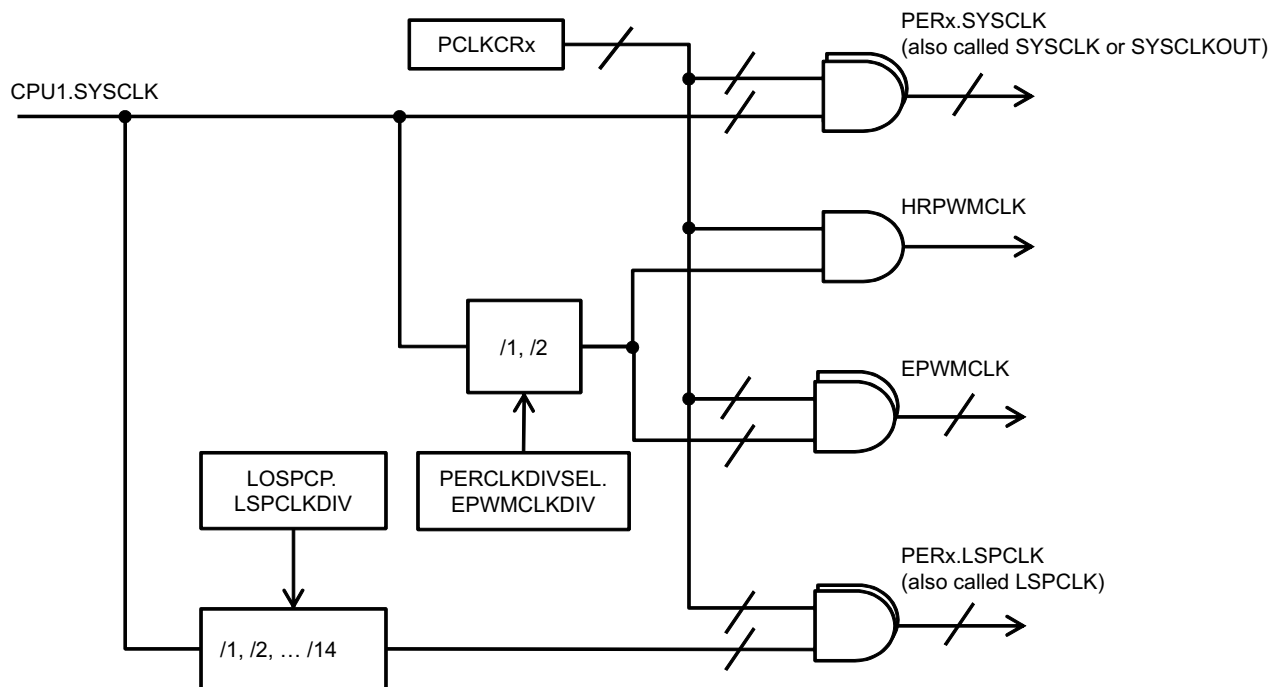 PCLKCRx
PERx.SYSCLK
(also called SYSCLK or SYSCLKOUT)
CPU1.SYSCLK
HRPWMCLK
/1, /2
EPWMCLK
LOSPCP.
LSPCLKDIV
PERCLKDIVSEL.
EPWMCLKDIV
PERx.LSPCLK
(also called LSPCLK)
/1, /2, … /14